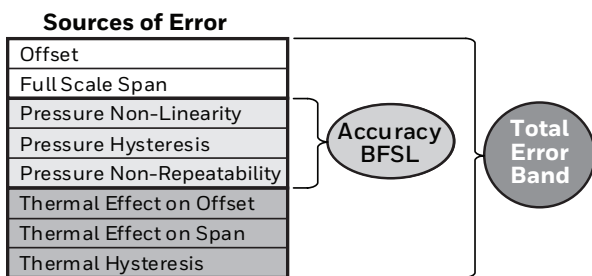 Sources of Error
Offset
Full Scale Span
Pressure Non-Linearity
Pressure Hysteresis
Pressure Non-Repeatability
Thermal Effect on Offset
Thermal Effect on Span
Thermal Hysteresis
Accuracy
BFSL
Total
Error
Band